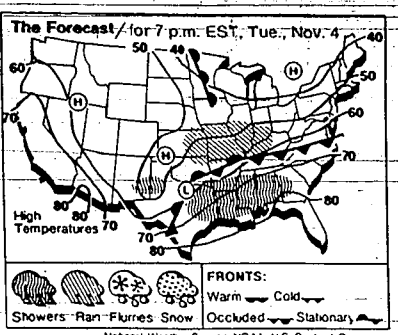 The Forecast/for 7 p.m. EST, Tue., Nov. 4
50
40
40
60
H
H
50
70
60
H
70
L
80
80
80
70
High
Temperatures
70
80
FRONTS:
Warm
Cold
Showers
Rain
Flurries
Snow
Occluded
Stationary